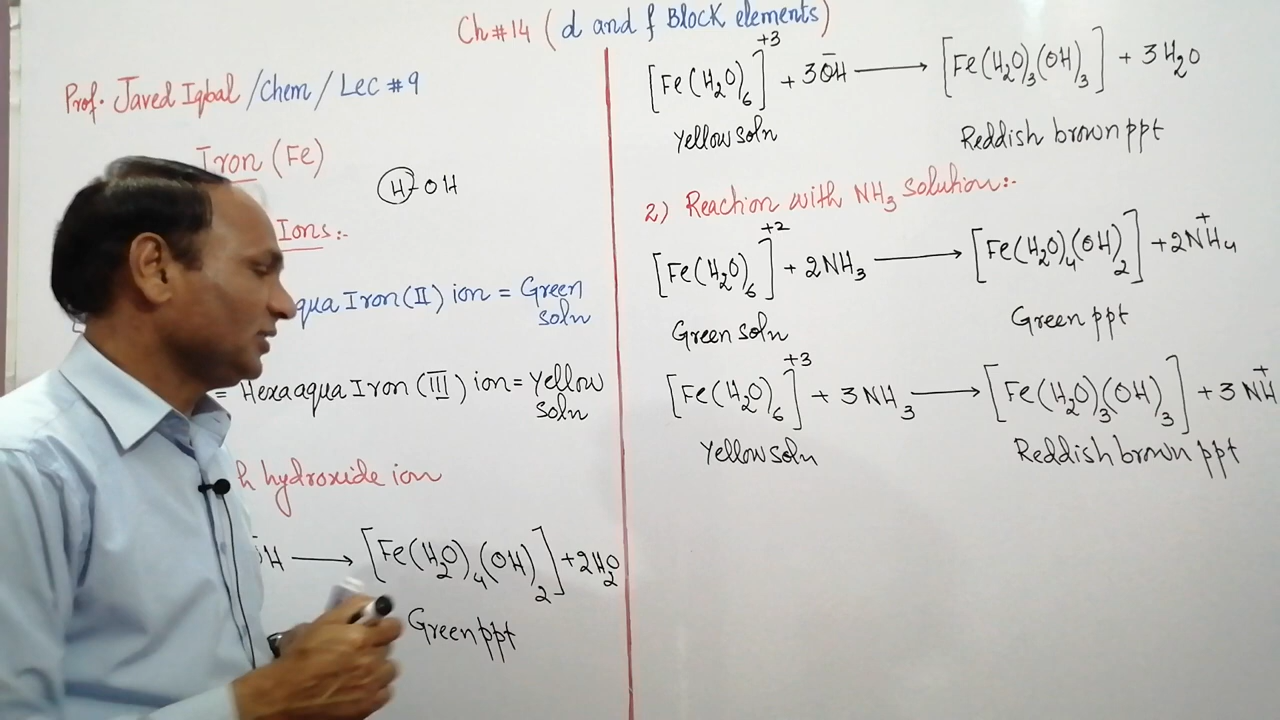 Ch#14 (d and f Block elements)
Prof. Javed Iqbal /Chem/ Lec #9
Iron (Fe)
H-OH
Ions:-
aqua Iron (II) ion = Green
soln
= Hexaaqua Iron (III) ion = Yellow
soln
hydroxide ion
H ⟶ [Fe(H₂O)₄(OH)₂] + 2H₂O
Green ppt
[Fe(H₂O)₆]⁺³ + 3ŌH ⟶ [Fe(H₂O)₃(OH)₃] + 3H₂O
Yellow soln Reddish brown ppt
2) Reaction with NH₃ solution:-
[Fe(H₂O)₆]⁺² + 2NH₃ ⟶ [Fe(H₂O)₄(OH)₂] + 2NH₄⁺
Green soln Green ppt
[Fe(H₂O)₆]⁺³ + 3NH₃ ⟶ [Fe(H₂O)₃(OH)₃] + 3NH⁺
Yellow soln Reddish brown ppt